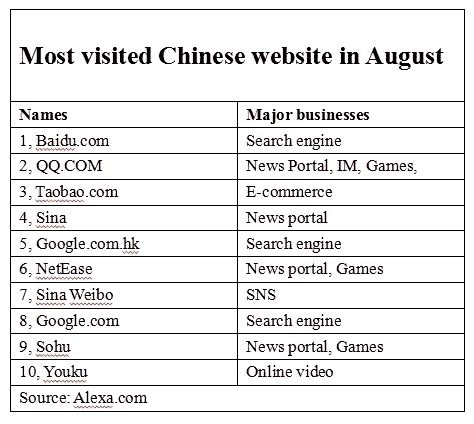 Most visited Chinese website in August
Names Major businesses
1, Baidu.com Search engine
2, QQ.COM News Portal, IM, Games,
3, Taobao.com E-commerce
4, Sina News portal
5, Google.com.hk Search engine
6, NetEase News portal, Games
7, Sina Weibo SNS
8, Google.com Search engine
9, Sohu News portal, Games
10, Youku Online video
Source: Alexa.com